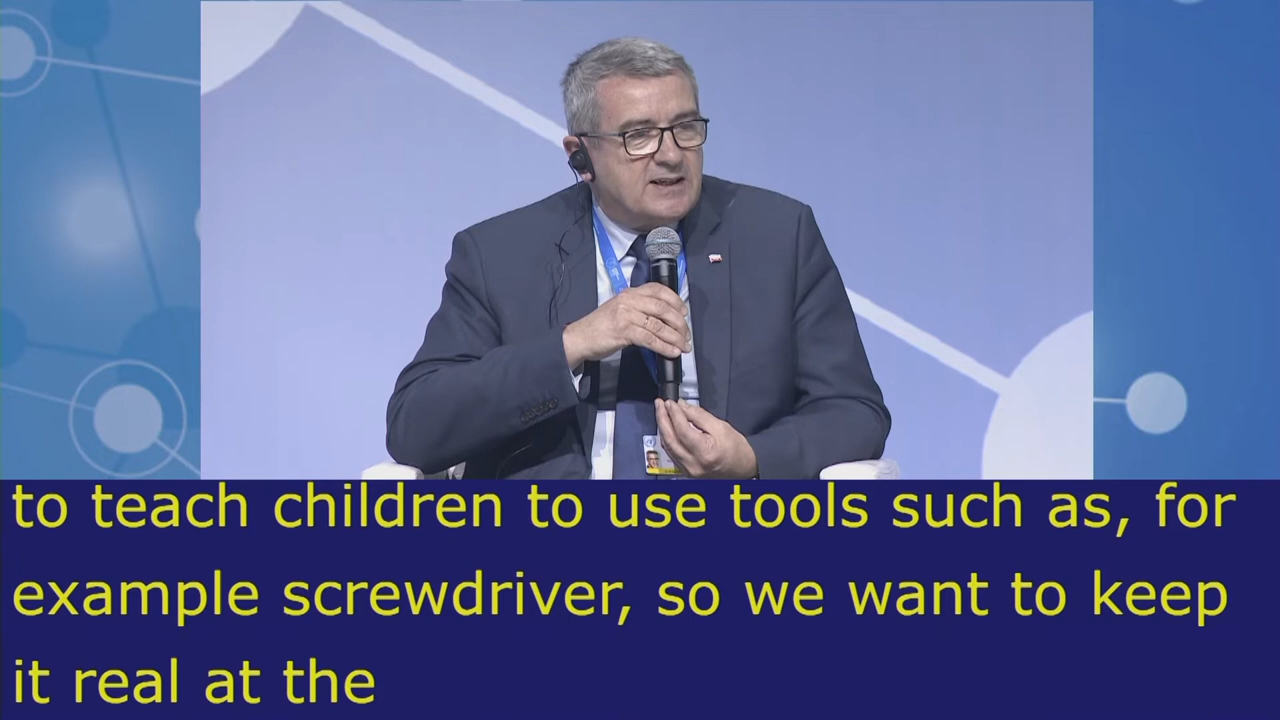 to teach children to use tools such as, for
example screwdriver, so we want to keep
it real at the